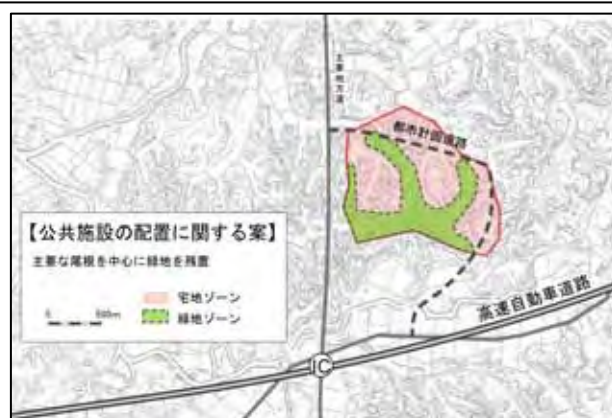 主要地方道
都市計画道路
【公共施設の配置に関する案】
主要な尾根を中心に緑地を残置
宅地ゾーン
0 500m
緑地ゾーン
高速自動車道路
IC